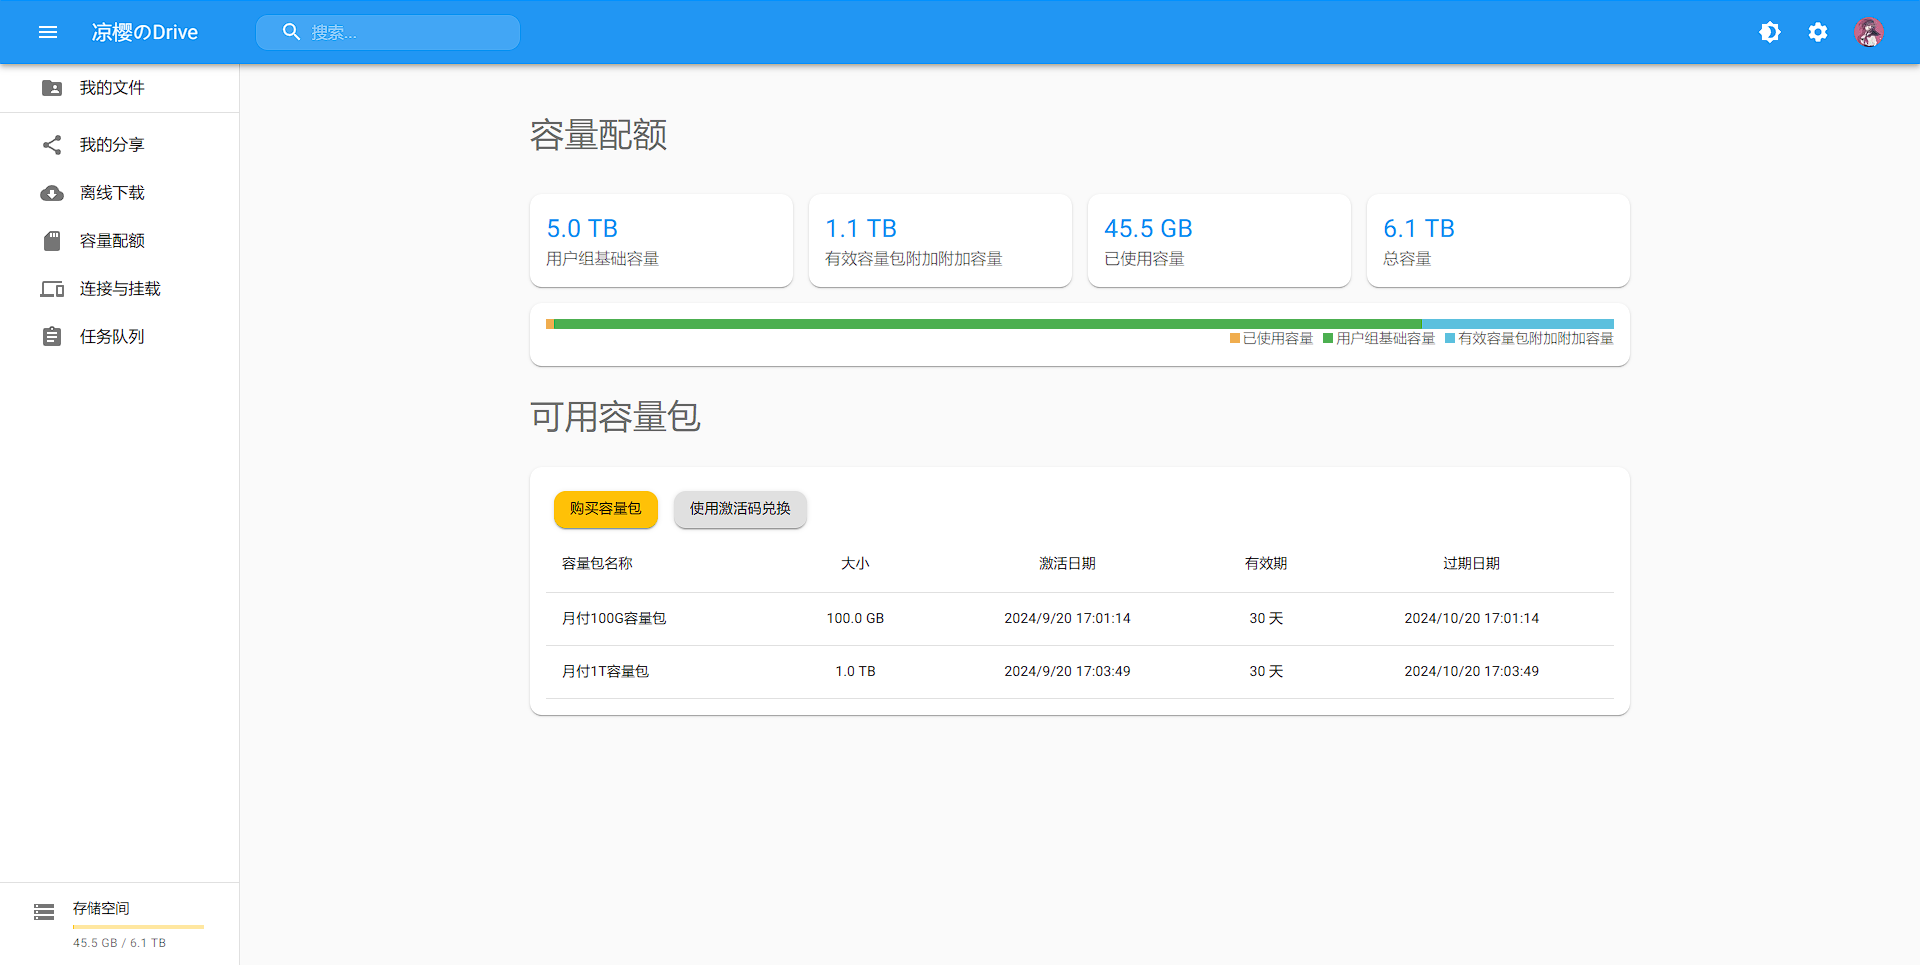 凉樱のDrive
搜索...
我的文件
我的分享
离线下载
容量配额
连接与挂载
任务队列
存储空间
45.5 GB / 6.1 TB
容量配额
5.0 TB
用户组基础容量
1.1 TB
有效容量包附加附加容量
45.5 GB
已使用容量
6.1 TB
总容量
已使用容量 用户组基础容量 有效容量包附加附加容量
可用容量包
购买容量包 使用激活码兑换
容量包名称 大小 激活日期 有效期 过期日期
月付100G容量包 100.0 GB 2024/9/20 17:01:14 30 天 2024/10/20 17:01:14
月付1T容量包 1.0 TB 2024/9/20 17:03:49 30 天 2024/10/20 17:03:49